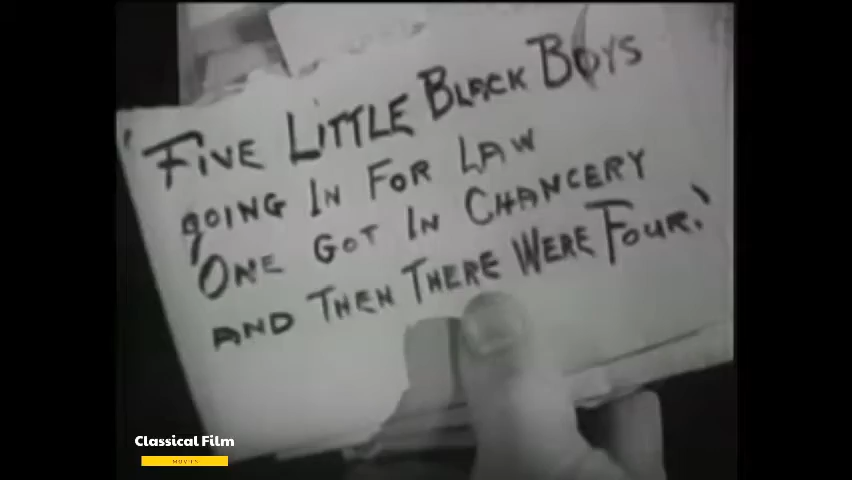 'FIVE LITTLE BLACK BOYS
GOING IN FOR LAW
ONE GOT IN CHANCERY
AND THEN THERE WERE FOUR.'
Classical Film
MOVIES